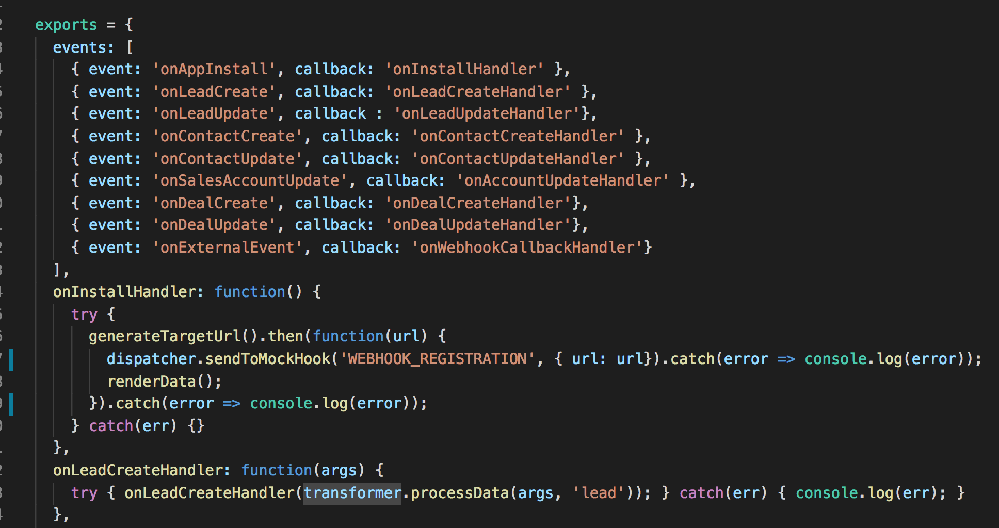 exports = {
events: [
{ event: 'onAppInstall', callback: 'onInstallHandler' },
{ event: 'onLeadCreate', callback: 'onLeadCreateHandler' },
{ event: 'onLeadUpdate', callback : 'onLeadUpdateHandler'},
{ event: 'onContactCreate', callback: 'onContactCreateHandler' },
{ event: 'onContactUpdate', callback: 'onContactUpdateHandler' },
{ event: 'onSalesAccountUpdate', callback: 'onAccountUpdateHandler' },
{ event: 'onDealCreate', callback: 'onDealCreateHandler'},
{ event: 'onDealUpdate', callback: 'onDealUpdateHandler'},
{ event: 'onExternalEvent', callback: 'onWebhookCallbackHandler'}
],
onInstallHandler: function() {
try {
generateTargetUrl().then(function(url) {
dispatcher.sendToMockHook('WEBHOOK_REGISTRATION', { url: url}).catch(error => console.log(error));
renderData();
}).catch(error => console.log(error));
} catch(err) {}
},
onLeadCreateHandler: function(args) {
try { onLeadCreateHandler(transformer.processData(args, 'lead')); } catch(err) { console.log(err); }
},